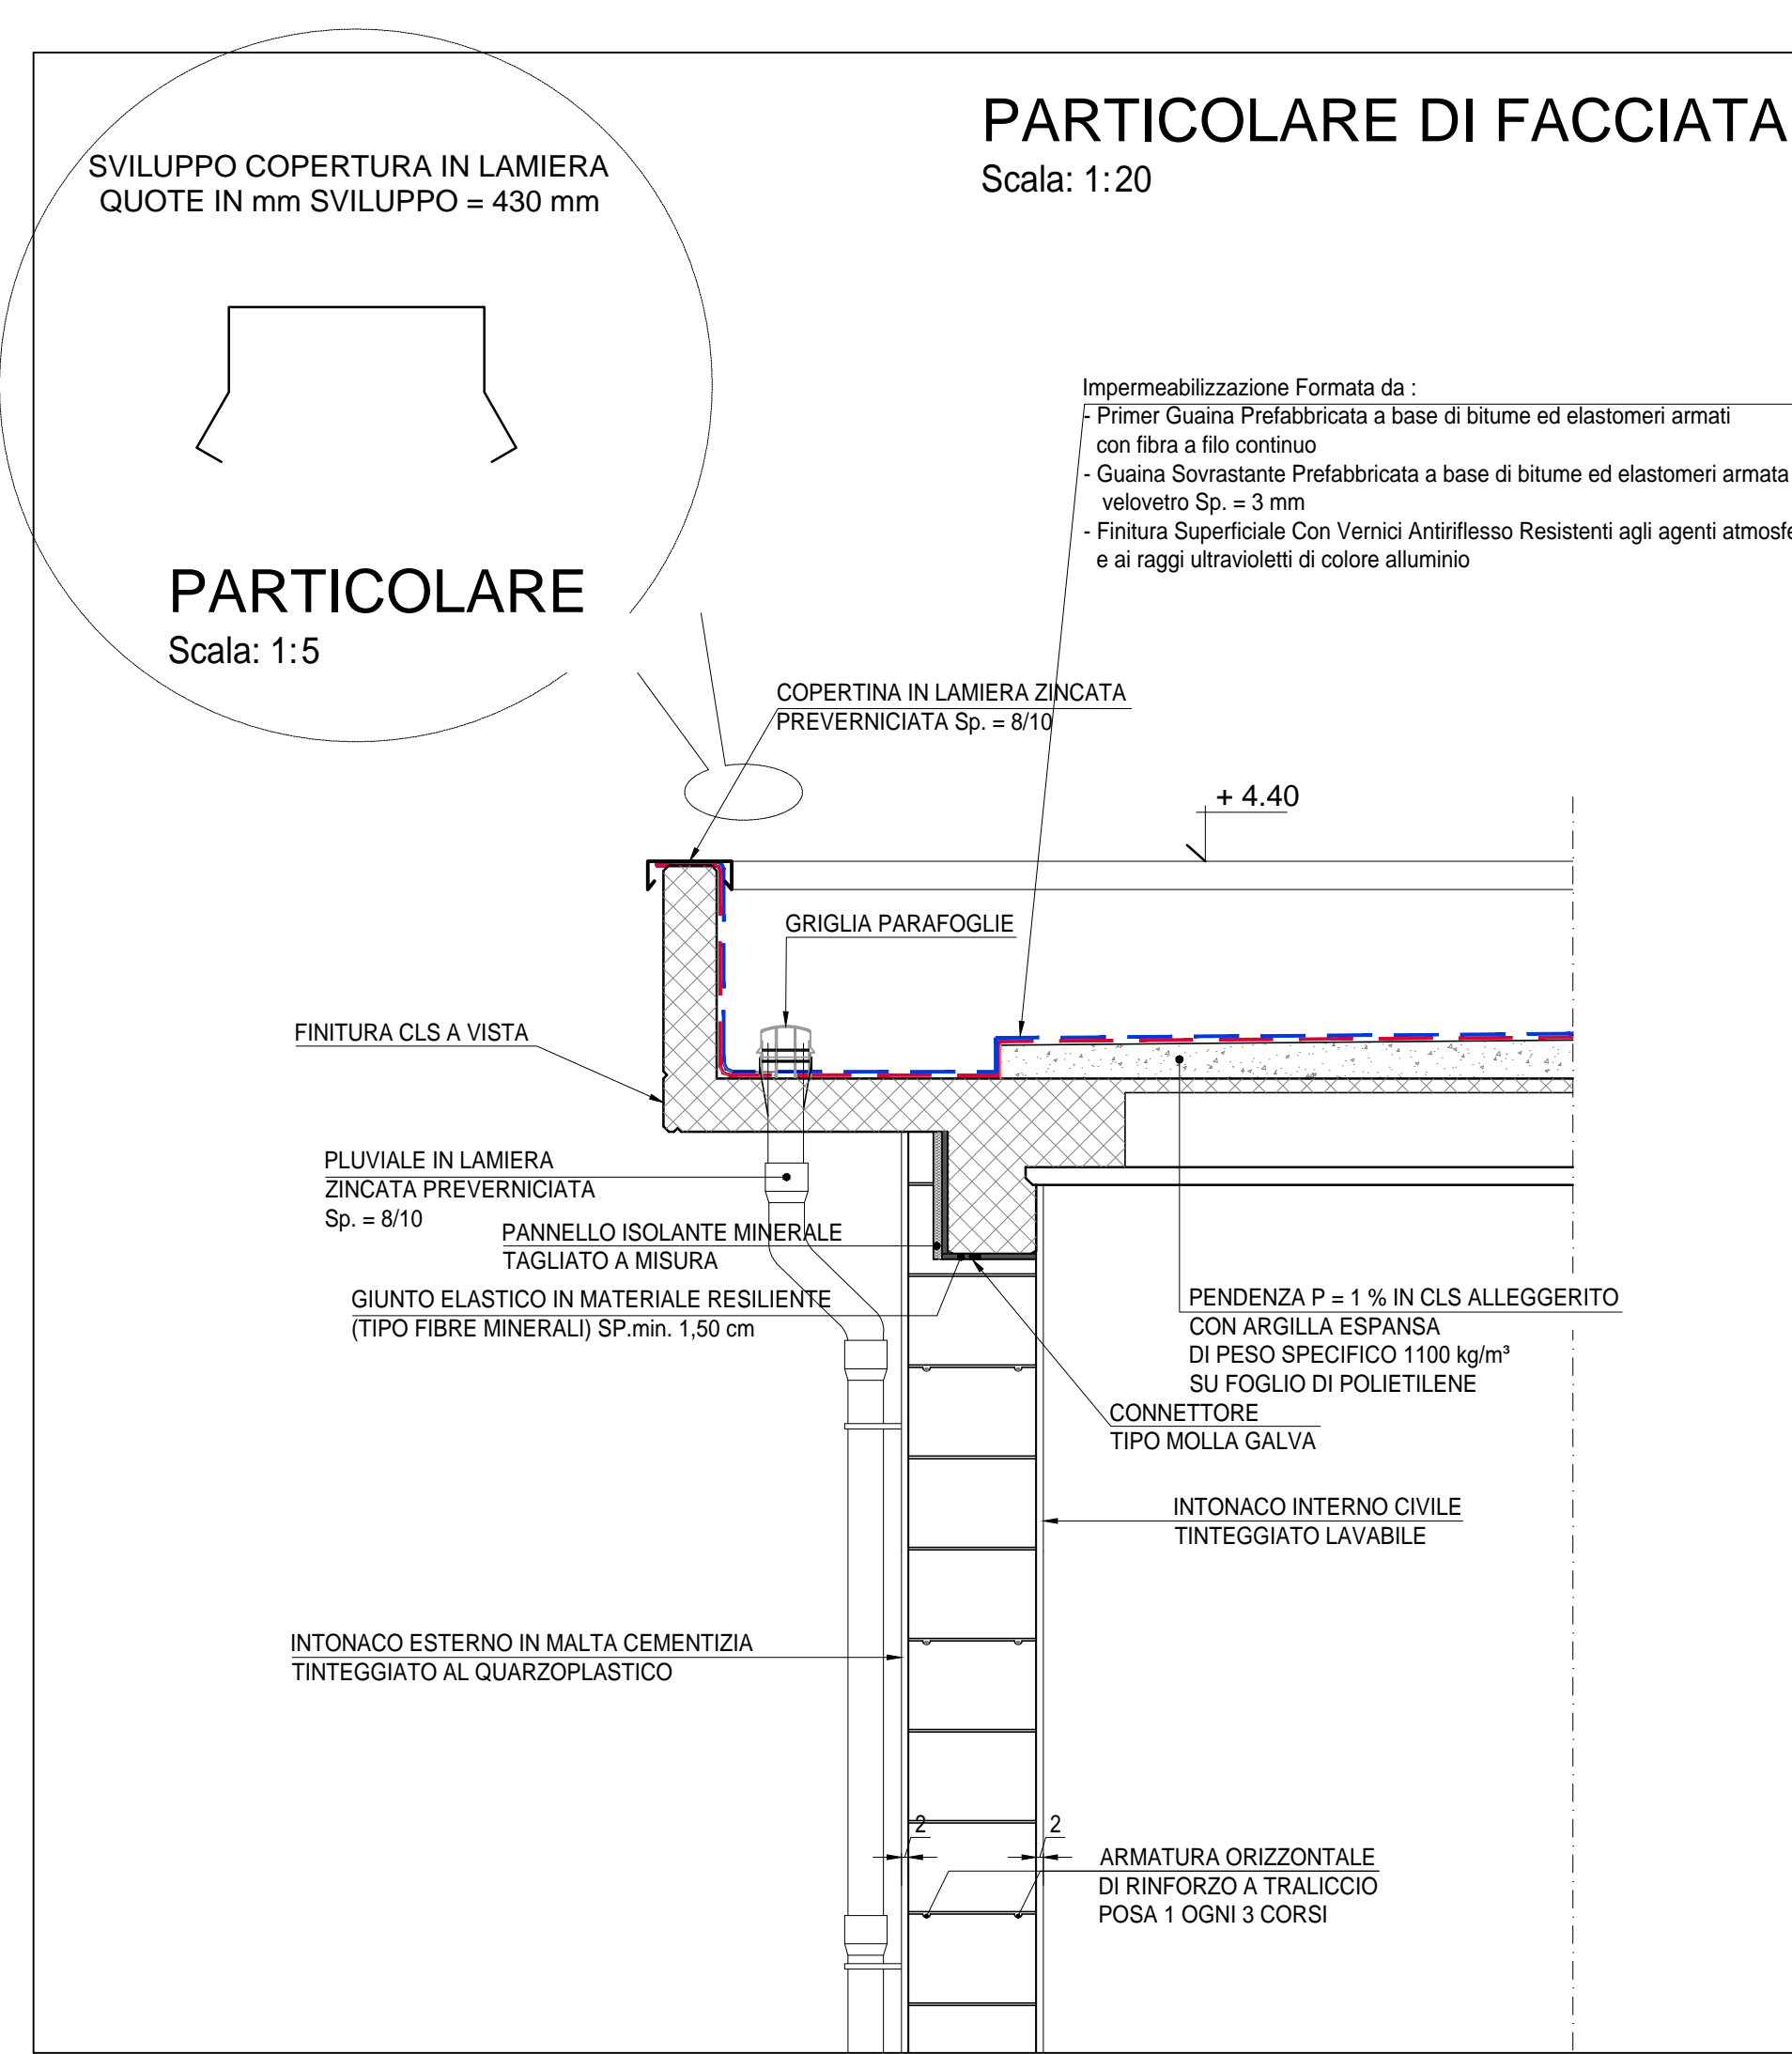 PARTICOLARE DI FACCIATA
Scala: 1:20
SVILUPPO COPERTURA IN LAMIERA
QUOTE IN mm SVILUPPO = 430 mm
PARTICOLARE
Scala: 1:5
Impermeabilizzazione Formata da :
- Primer Guaina Prefabbricata a base di bitume ed elastomeri armati
con fibra a filo continuo
- Guaina Sovrastante Prefabbricata a base di bitume ed elastomeri armata
velovetro Sp. = 3 mm
- Finitura Superficiale Con Vernici Antiriflesso Resistenti agli agenti atmosfe
e ai raggi ultravioletti di colore alluminio
COPERTINA IN LAMIERA ZINCATA
PREVERNICIATA Sp. = 8/10
+ 4.40
GRIGLIA PARAFOGLIE
FINITURA CLS A VISTA
PLUVIALE IN LAMIERA
ZINCATA PREVERNICIATA
Sp. = 8/10
PANNELLO ISOLANTE MINERALE
TAGLIATO A MISURA
GIUNTO ELASTICO IN MATERIALE RESILIENTE
(TIPO FIBRE MINERALI) SP.min. 1,50 cm
PENDENZA P = 1 % IN CLS ALLEGGERITO
CON ARGILLA ESPANSA
DI PESO SPECIFICO 1100 kg/m³
SU FOGLIO DI POLIETILENE
CONNETTORE
TIPO MOLLA GALVA
INTONACO INTERNO CIVILE
TINTEGGIATO LAVABILE
INTONACO ESTERNO IN MALTA CEMENTIZIA
TINTEGGIATO AL QUARZOPLASTICO
2
2
ARMATURA ORIZZONTALE
DI RINFORZO A TRALICCIO
POSA 1 OGNI 3 CORSI